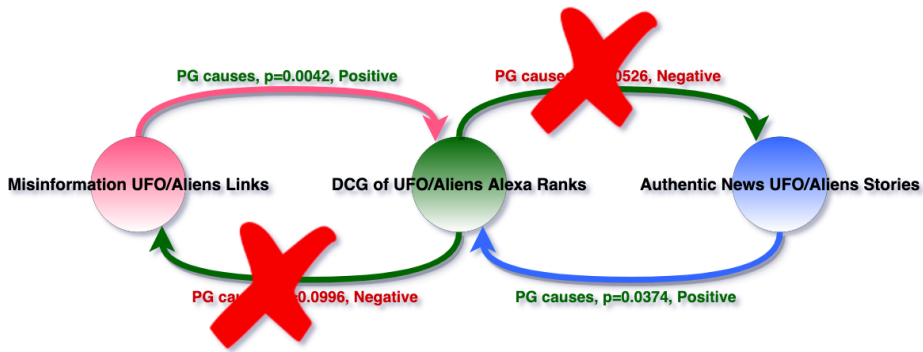 PG causes, p=0.0042, Positive
PG causes 0526, Negative
Misinformation UFO/Aliens Links
DCG of UFO/Aliens Alexa Ranks
Authentic News UFO/Aliens Stories
PG 0.0996, Negative
PG causes, p=0.0374, Positive